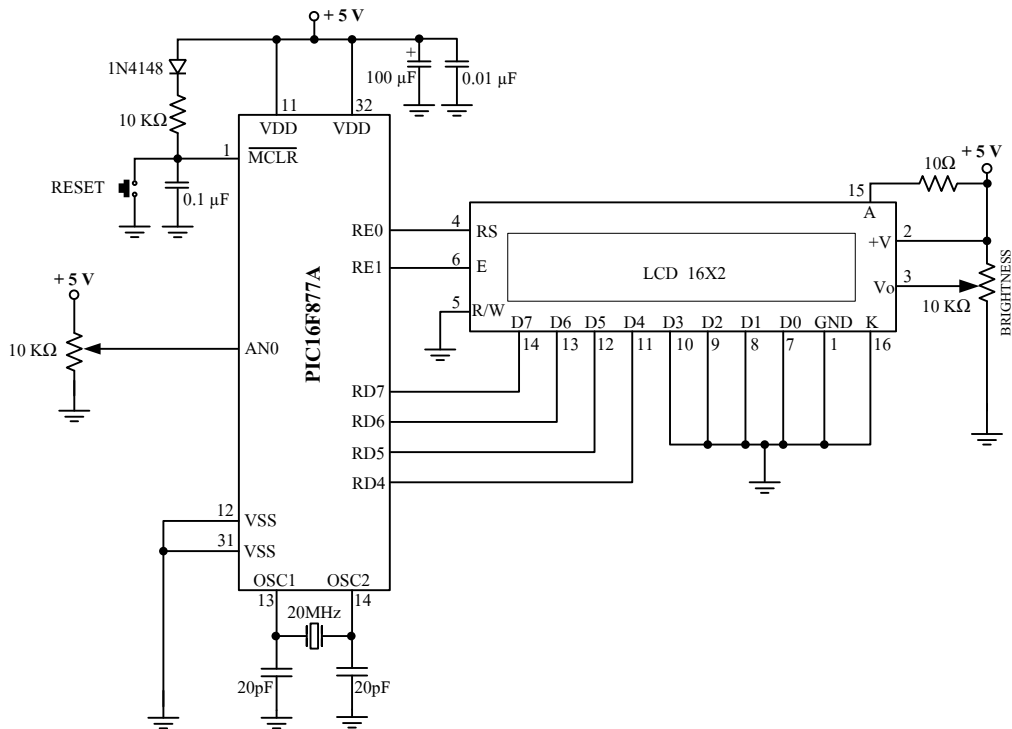 + 5 V
1N4148
100 µF
+
0.01 µF
10 KΩ
11
32
VDD
VDD
1
MCLR
RESET
0.1 µF
+ 5 V
10Ω
15
A
RE0
4
RS
+V
2
RE1
6
E
LCD 16X2
Vo
3
10 KΩ
BRIGHTNESS
5
R/W
D7
D6
D5
D4
D3
D2
D1
D0
GND
K
14
13
12
11
10
9
8
7
1
16
+ 5 V
10 KΩ
AN0
PIC16F877A
RD7
RD6
RD5
RD4
12
VSS
31
VSS
OSC1
OSC2
13
14
20MHz
20pF
20pF